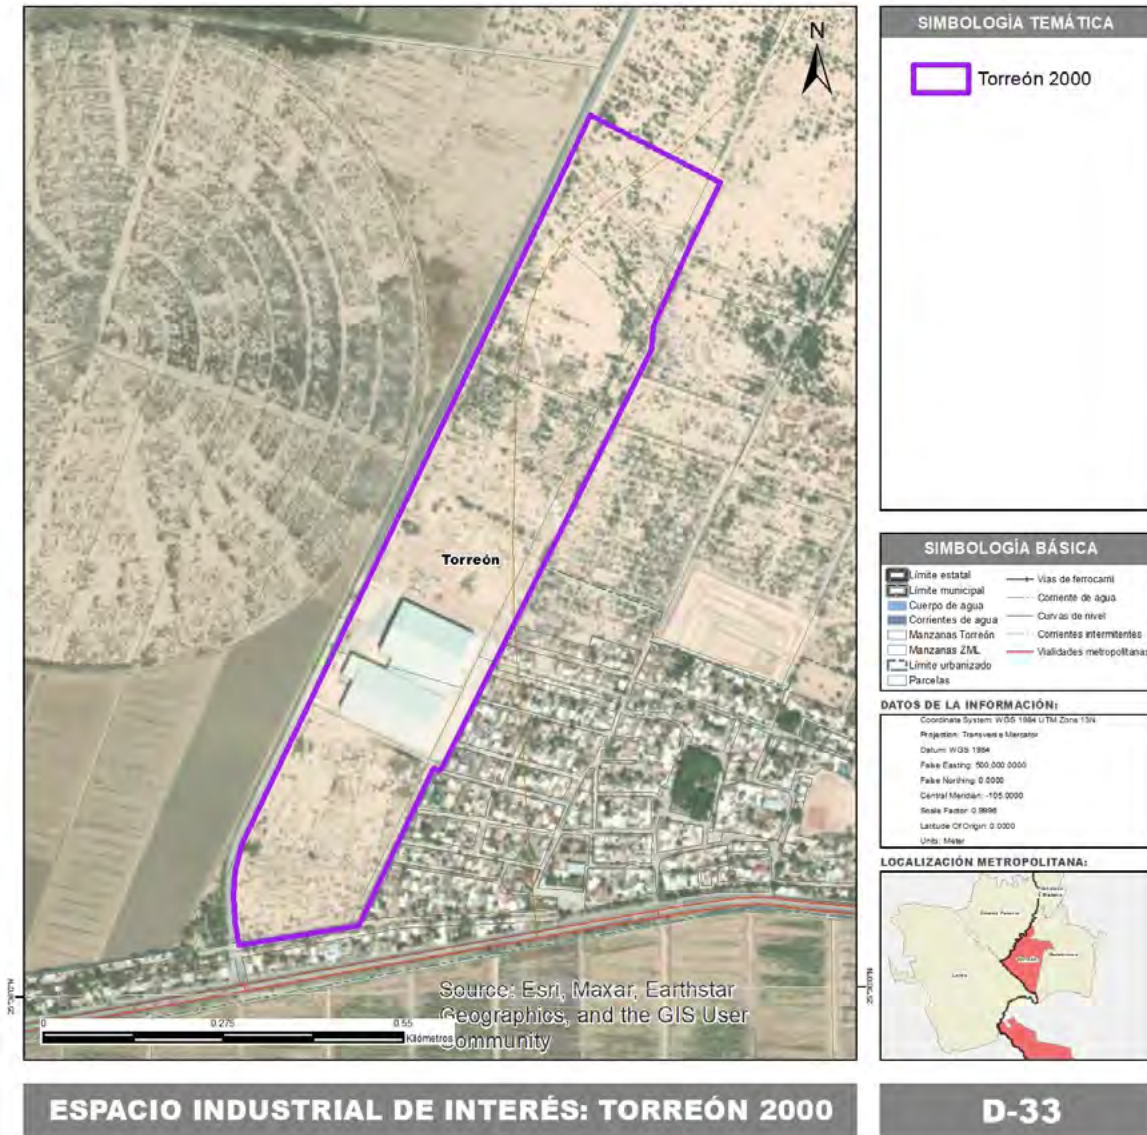 N
Torreón
Source: Esri, Maxar, Earthstar
Geographics, and the GIS User
Community
0 0.275 0.55
Kilómetros
SIMBOLOGÍA TEMÁTICA
Torreón 2000
SIMBOLOGÍA BÁSICA
Límite estatal
Límite municipal
Cuerpo de agua
Corrientes de agua
Manzanas Torreón
Manzanas ZML
Límite urbanizado
Parcelas
Vías de ferrocarril
Corriente de agua
Curvas de nivel
Corrientes intermitentes
Vialidades metropolitanas
DATOS DE LA INFORMACIÓN:
Coordinate System: WGS 1984 UTM Zone 13N
Projection: Transverse Mercator
Datum: WGS 1984
False Easting: 500,000.0000
False Northing: 0.0000
Central Meridian: -105.0000
Scale Factor: 0.9996
Latitude Of Origin: 0.0000
Units: Meter
LOCALIZACIÓN METROPOLITANA:
Lerdo
ESPACIO INDUSTRIAL DE INTERÉS: TORREÓN 2000
D-33